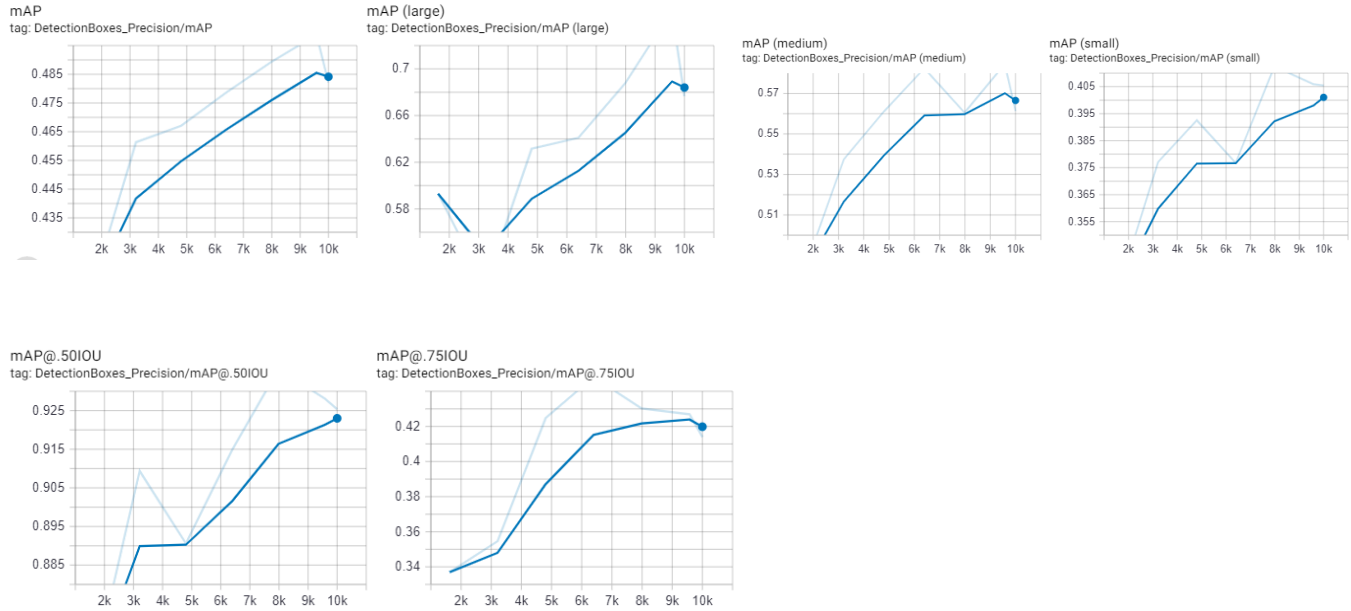 mAP
tag: DetectionBoxes_Precision/mAP
0.485
0.475
0.465
0.455
0.445
0.435
2k 3k 4k 5k 6k 7k 8k 9k 10k
mAP (large)
tag: DetectionBoxes_Precision/mAP (large)
0.7
0.66
0.62
0.58
2k 3k 4k 5k 6k 7k 8k 9k 10k
mAP (medium)
tag: DetectionBoxes_Precision/mAP (medium)
0.57
0.55
0.53
0.51
2k 3k 4k 5k 6k 7k 8k 9k 10k
mAP (small)
tag: DetectionBoxes_Precision/mAP (small)
0.405
0.395
0.385
0.375
0.365
0.355
2k 3k 4k 5k 6k 7k 8k 9k 10k
mAP@.50IOU
tag: DetectionBoxes_Precision/mAP@.50IOU
0.925
0.915
0.905
0.895
0.885
2k 3k 4k 5k 6k 7k 8k 9k 10k
mAP@.75IOU
tag: DetectionBoxes_Precision/mAP@.75IOU
0.42
0.4
0.38
0.36
0.34
2k 3k 4k 5k 6k 7k 8k 9k 10k